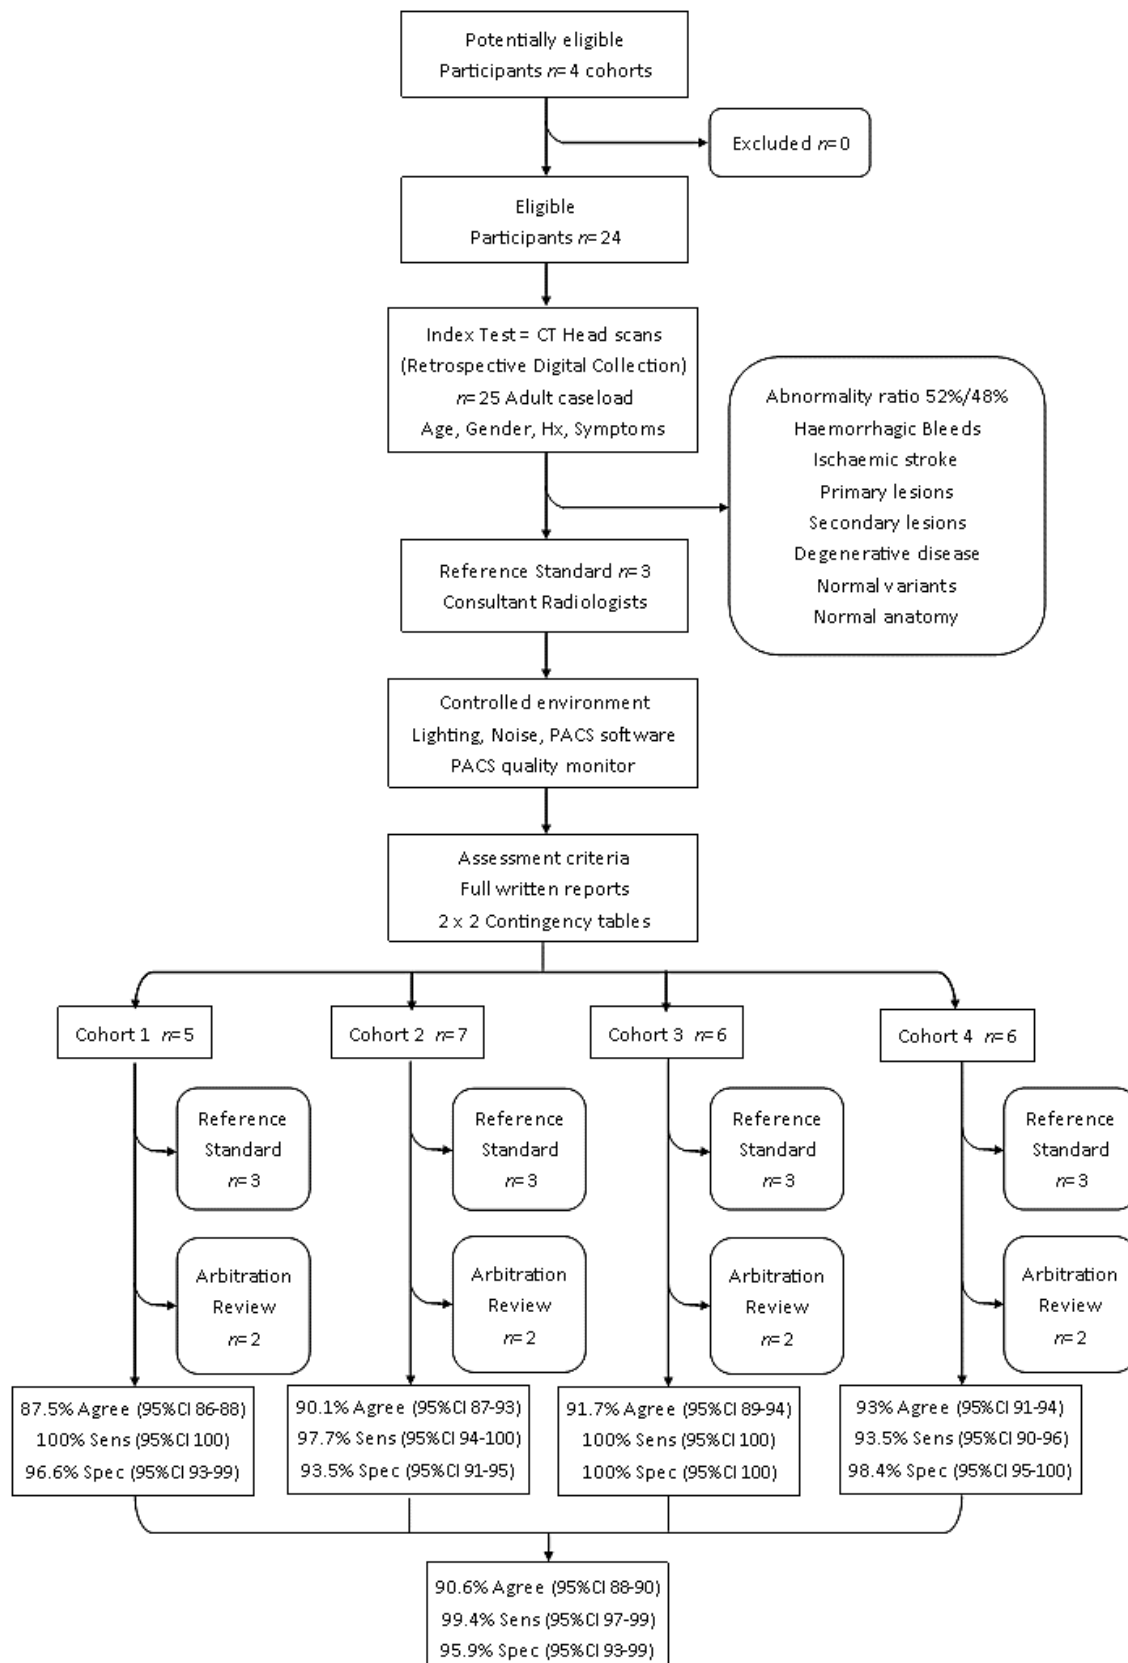 Potentially eligible
Participants n=4 cohorts
Excluded n=0
Eligible
Participants n=24
Index Test = CT Head scans
(Retrospective Digital Collection)
n=25 Adult caseload
Age, Gender, Hx, Symptoms
Abnormality ratio 52%/48%
Haemorrhagic Bleeds
Ischaemic stroke
Primary lesions
Secondary lesions
Degenerative disease
Normal variants
Normal anatomy
Reference Standard n=3
Consultant Radiologists
Controlled environment
Lighting, Noise, PACS software
PACS quality monitor
Assessment criteria
Full written reports
2 x 2 Contingency tables
Cohort 1 n=5
Cohort 2 n=7
Cohort 3 n=6
Cohort 4 n=6
Reference
Standard
n=3
Reference
Standard
n=3
Reference
Standard
n=3
Reference
Standard
n=3
Arbitration
Review
n=2
Arbitration
Review
n=2
Arbitration
Review
n=2
Arbitration
Review
n=2
87.5% Agree (95%CI 86-88)
100% Sens (95%CI 100)
96.6% Spec (95%CI 93-99)
90.1% Agree (95%CI 87-93)
97.7% Sens (95%CI 94-100)
93.5% Spec (95%CI 91-95)
91.7% Agree (95%CI 89-94)
100% Sens (95%CI 100)
100% Spec (95%CI 100)
93% Agree (95%CI 91-94)
93.5% Sens (95%CI 90-96)
98.4% Spec (95%CI 95-100)
90.6% Agree (95%CI 88-90)
99.4% Sens (95%CI 97-99)
95.9% Spec (95%CI 93-99)